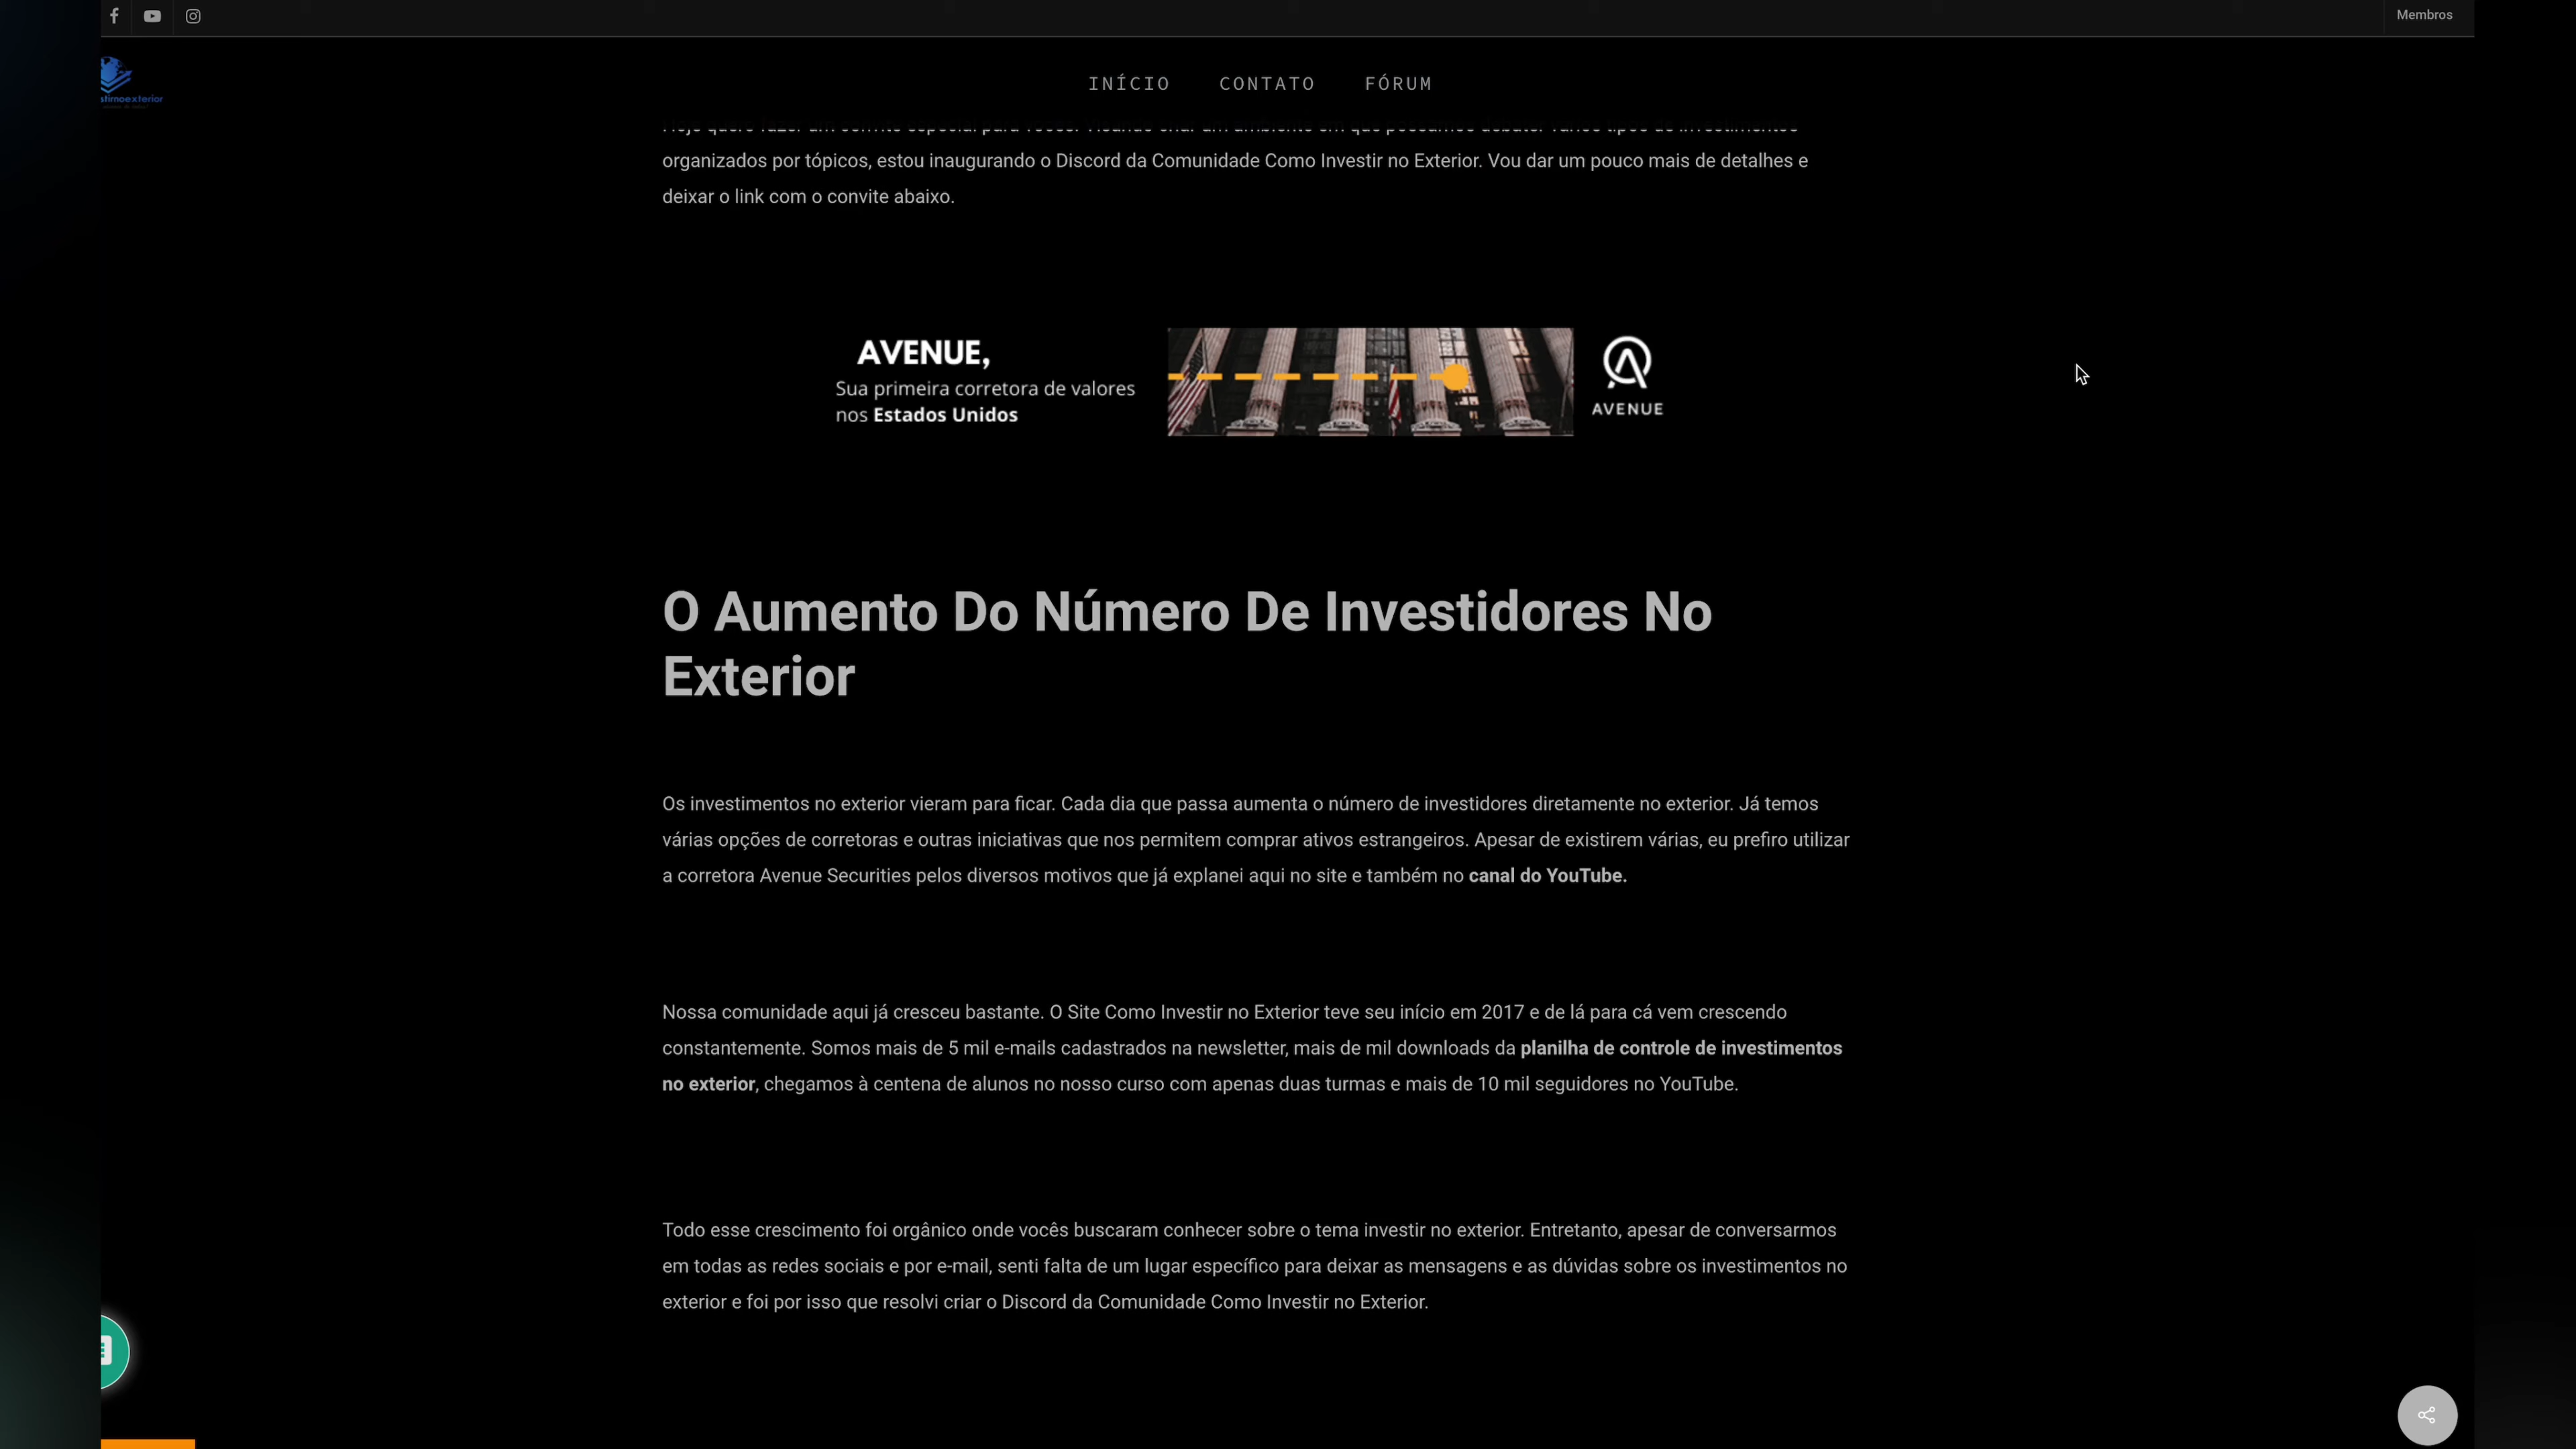 Membros
INÍCIO CONTATO FÓRUM
organizados por tópicos, estou inaugurando o Discord da Comunidade Como Investir no Exterior. Vou dar um pouco mais de detalhes e
deixar o link com o convite abaixo.
AVENUE,
Sua primeira corretora de valores
nos Estados Unidos
AVENUE
O Aumento Do Número De Investidores No
Exterior
Os investimentos no exterior vieram para ficar. Cada dia que passa aumenta o número de investidores diretamente no exterior. Já temos
várias opções de corretoras e outras iniciativas que nos permitem comprar ativos estrangeiros. Apesar de existirem várias, eu prefiro utilizar
a corretora Avenue Securities pelos diversos motivos que já explanei aqui no site e também no canal do YouTube.
Nossa comunidade aqui já cresceu bastante. O Site Como Investir no Exterior teve seu início em 2017 e de lá para cá vem crescendo
constantemente. Somos mais de 5 mil e-mails cadastrados na newsletter, mais de mil downloads da planilha de controle de investimentos
no exterior, chegamos à centena de alunos no nosso curso com apenas duas turmas e mais de 10 mil seguidores no YouTube.
Todo esse crescimento foi orgânico onde vocês buscaram conhecer sobre o tema investir no exterior. Entretanto, apesar de conversarmos
em todas as redes sociais e por e-mail, senti falta de um lugar específico para deixar as mensagens e as dúvidas sobre os investimentos no
exterior e foi por isso que resolvi criar o Discord da Comunidade Como Investir no Exterior.